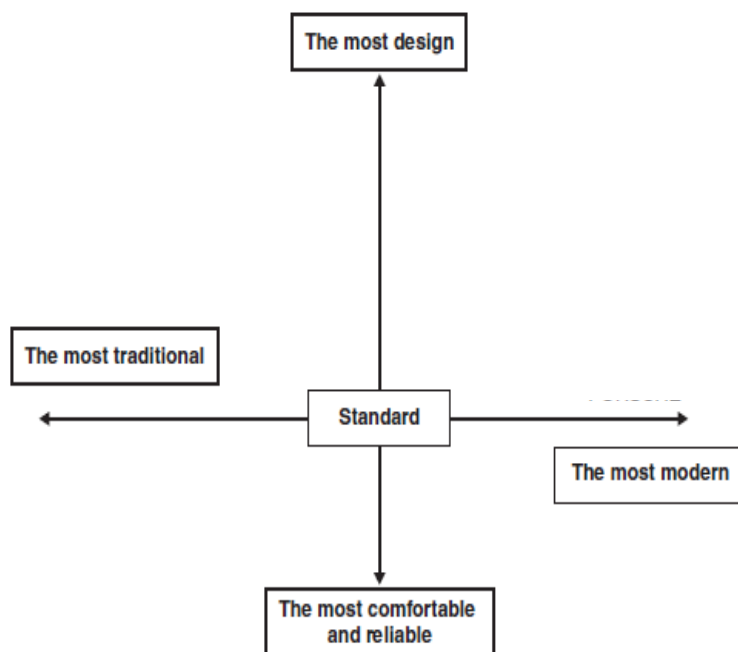 The most design
The most traditional
Standard
The most modern
The most comfortable
and reliable